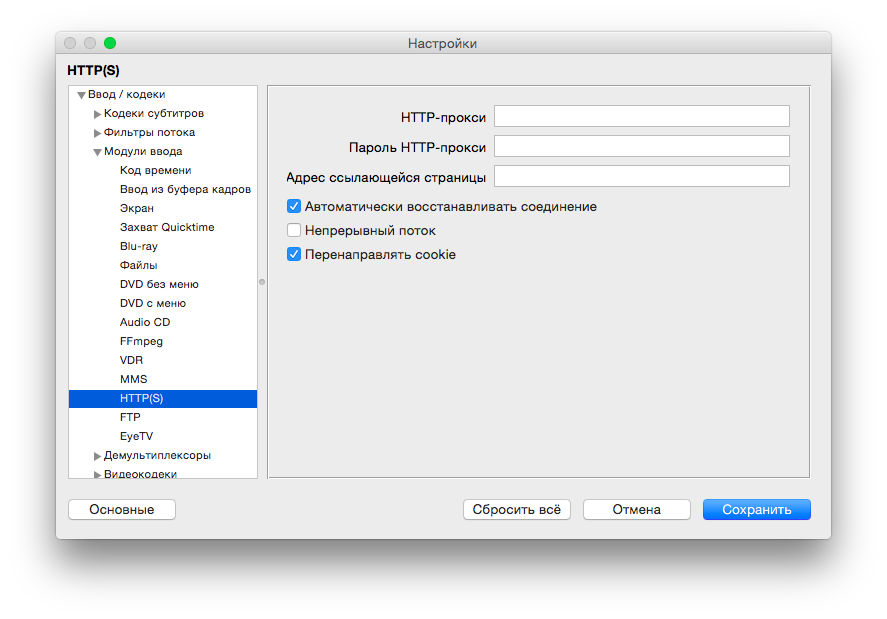 Настройки
HTTP(S)
Ввод / кодеки
Кодеки субтитров
Фильтры потока
Модули ввода
Код времени
Ввод из буфера кадров
Экран
Захват Quicktime
Blu-ray
Файлы
DVD без меню
DVD с меню
Audio CD
FFmpeg
VDR
MMS
HTTP(S)
FTP
EyeTV
Демультиплексоры
Видеокодеки
HTTP-прокси
Пароль HTTP-прокси
Адрес ссылающейся страницы
Автоматически восстанавливать соединение
Непрерывный поток
Перенаправлять cookie
Основные
Сбросить всё
Отмена
Сохранить